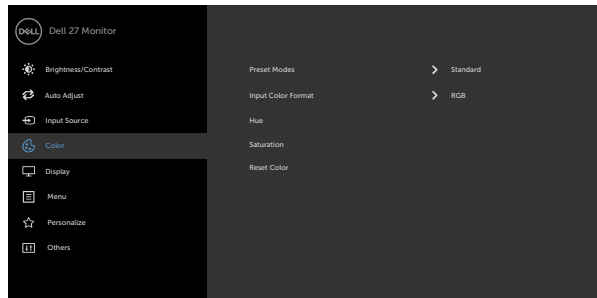 DELL Dell 27 Monitor
Brightness/Contrast
Auto Adjust
Input Source
Color
Display
Menu
Personalize
Others
Preset Modes Standard
Input Color Format RGB
Hue
Saturation
Reset Color